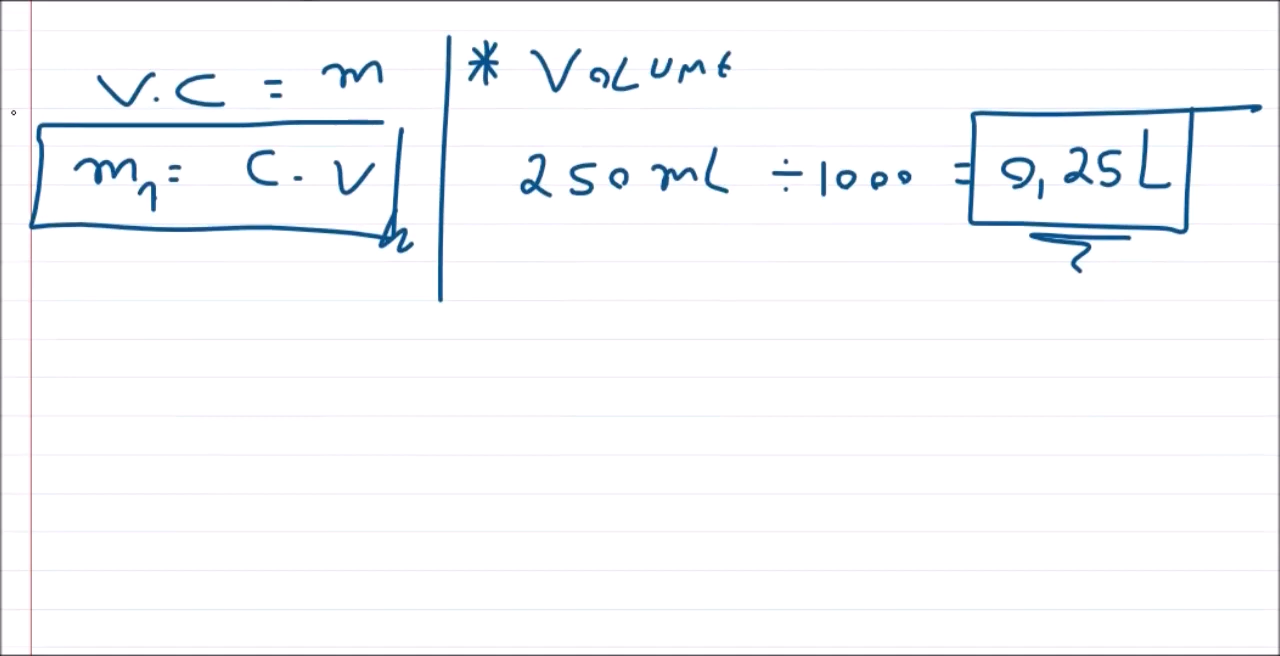 V.C = m
m₁ = C.V
* VOLUME
250 mL ÷ 1000 = 0,25 L